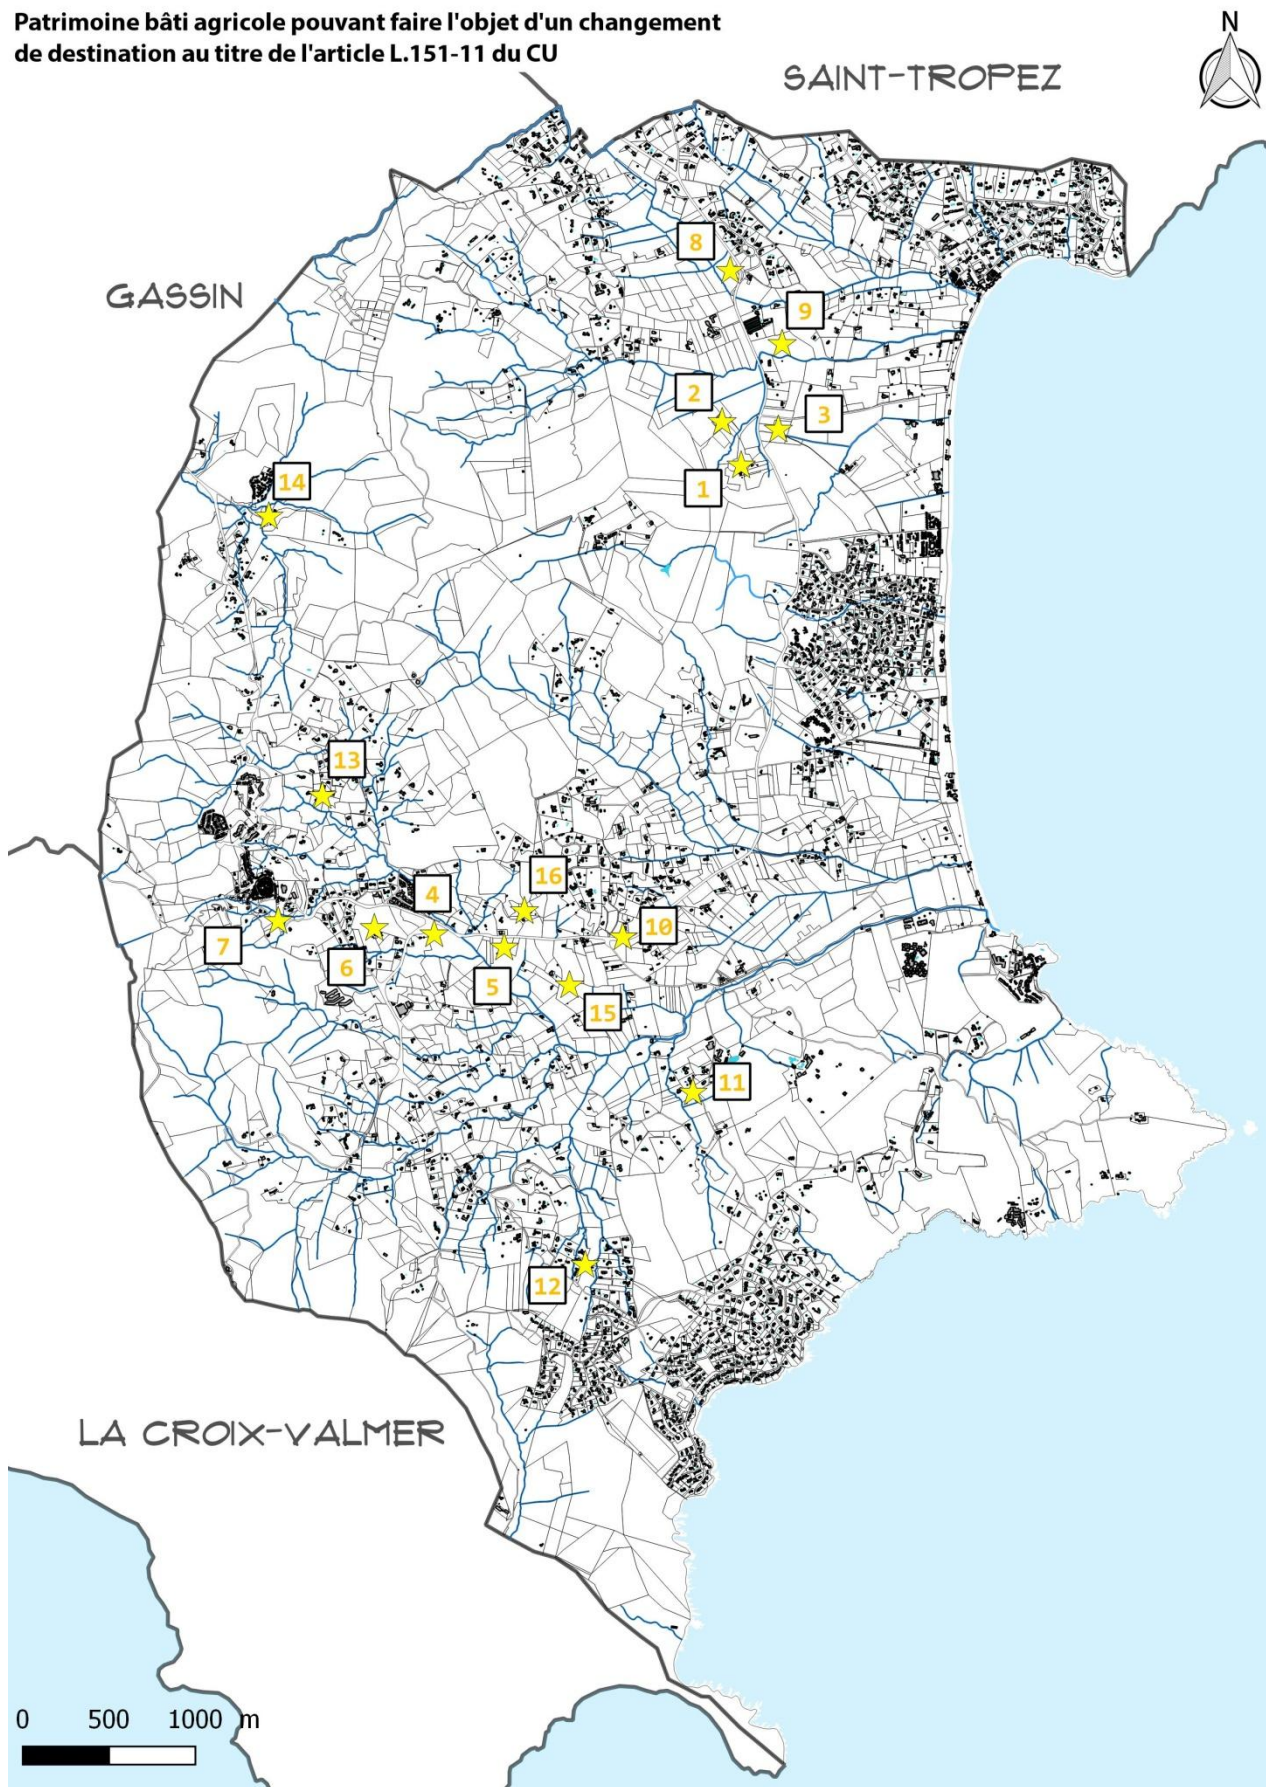 Patrimoine bâti agricole pouvant faire l'objet d'un changement
de destination au titre de l'article L.151-11 du CU
N
SAINT-TROPEZ
8
GASSIN
9
2
3
14
1
13
16
4
10
7
6
5
15
11
12
LA CROIX-VALMER
0 500 1000 m